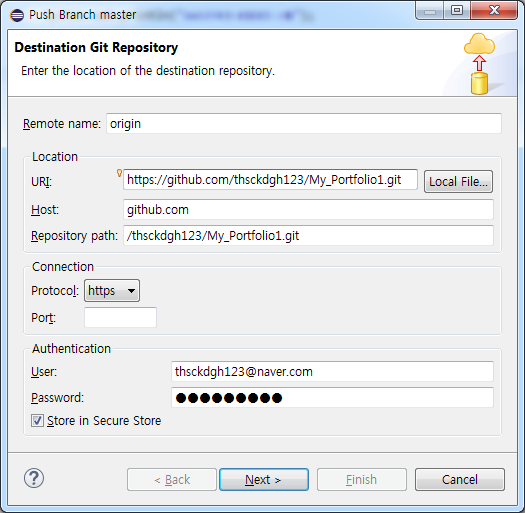 Push Branch master
Destination Git Repository
Enter the location of the destination repository.
Remote name: origin
Location
URI: https://github.com/thsckdgh123/My_Portfolio1.git Local File...
Host: github.com
Repository path: /thsckdgh123/My_Portfolio1.git
Connection
Protocol: https
Port:
Authentication
User: thsckdgh123@naver.com
Password: ●●●●●●●●●
Store in Secure Store
< Back Next > Finish Cancel